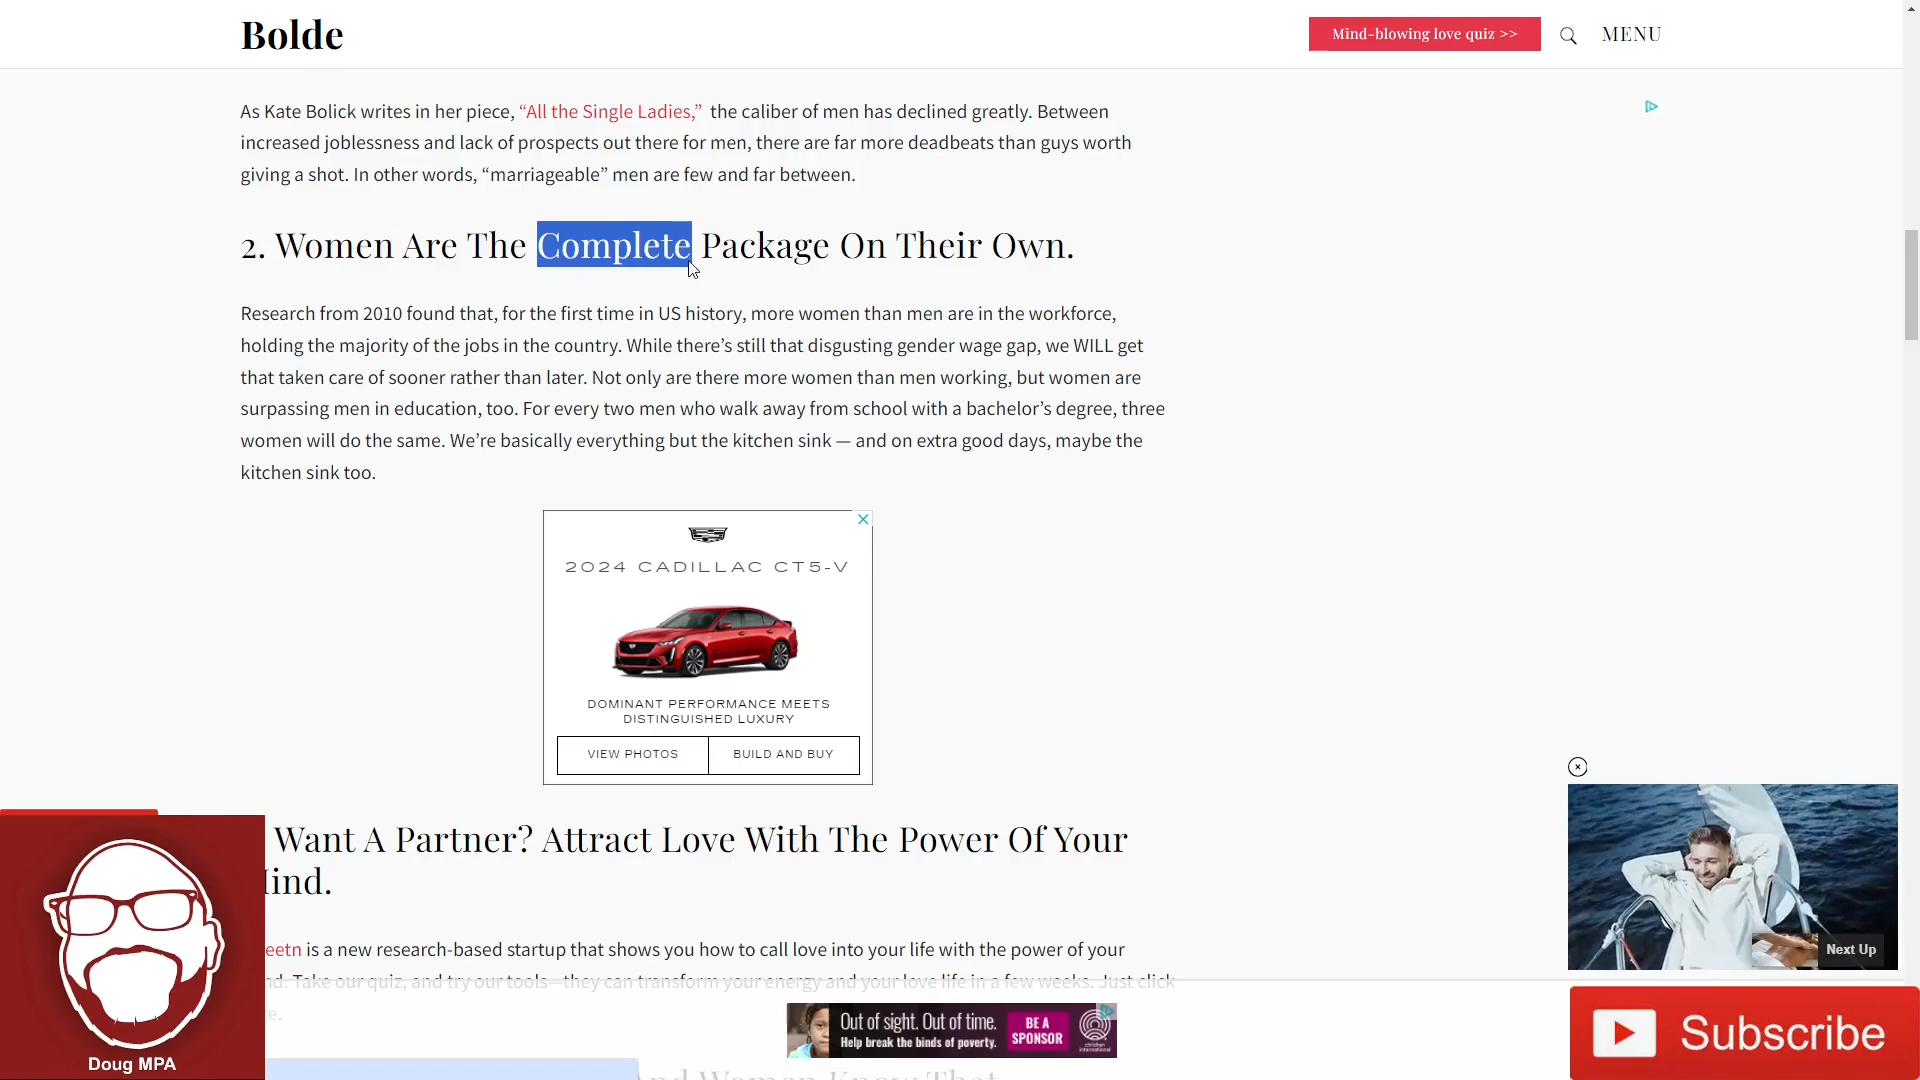 Bolde
Mind-blowing love quiz >>
MENU
As Kate Bolick writes in her piece, “All the Single Ladies,” the caliber of men has declined greatly. Between
increased joblessness and lack of prospects out there for men, there are far more deadbeats than guys worth
giving a shot. In other words, “marriageable” men are few and far between.
2. Women Are The Complete Package On Their Own.
Research from 2010 found that, for the first time in US history, more women than men are in the workforce,
holding the majority of the jobs in the country. While there’s still that disgusting gender wage gap, we WILL get
that taken care of sooner rather than later. Not only are there more women than men working, but women are
surpassing men in education, too. For every two men who walk away from school with a bachelor’s degree, three
women will do the same. We’re basically everything but the kitchen sink — and on extra good days, maybe the
kitchen sink too.
2024 CADILLAC CT5-V
DOMINANT PERFORMANCE MEETS
DISTINGUISHED LUXURY
VIEW PHOTOS
BUILD AND BUY
Want A Partner? Attract Love With The Power Of Your
ind.
eetn is a new research-based startup that shows you how to call love into your life with the power of your
nd. Take our quiz, and try our tools—they can transform your energy and your love life in a few weeks. Just click
re.
And Women Know That
Next Up
Out of sight. Out of time.
Help break the binds of poverty.
BE A
SPONSOR
children
international
Doug MPA
Subscribe